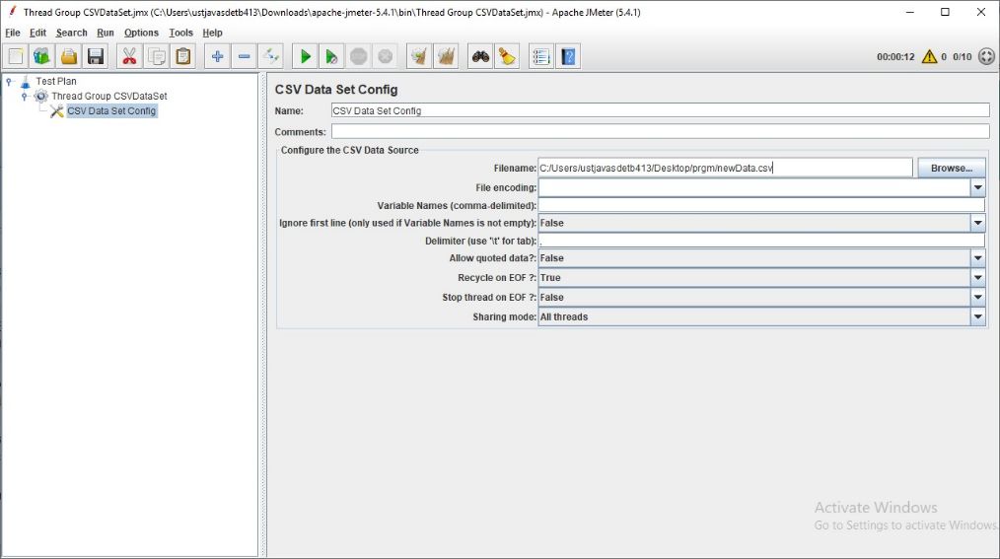 Thread Group CSVDataSet.jmx (C:\Users\ustjavasdetb413\Downloads\apache-jmeter-5.4.1\bin\Thread Group CSVDataSet.jmx) - Apache JMeter (5.4.1)
File Edit Search Run Options Tools Help
00:00:12 0 0/10
Test Plan
Thread Group CSVDataSet
CSV Data Set Config
CSV Data Set Config
Name: CSV Data Set Config
Comments:
Configure the CSV Data Source
Filename: C:/Users/ustjavasdetb413/Desktop/prgm/newData.csv Browse...
File encoding:
Variable Names (comma-delimited):
Ignore first line (only used if Variable Names is not empty): False
Delimiter (use '\t' for tab): ,
Allow quoted data?: False
Recycle on EOF ?: True
Stop thread on EOF ?: False
Sharing mode: All threads
Activate Windows
Go to Settings to activate Windows.